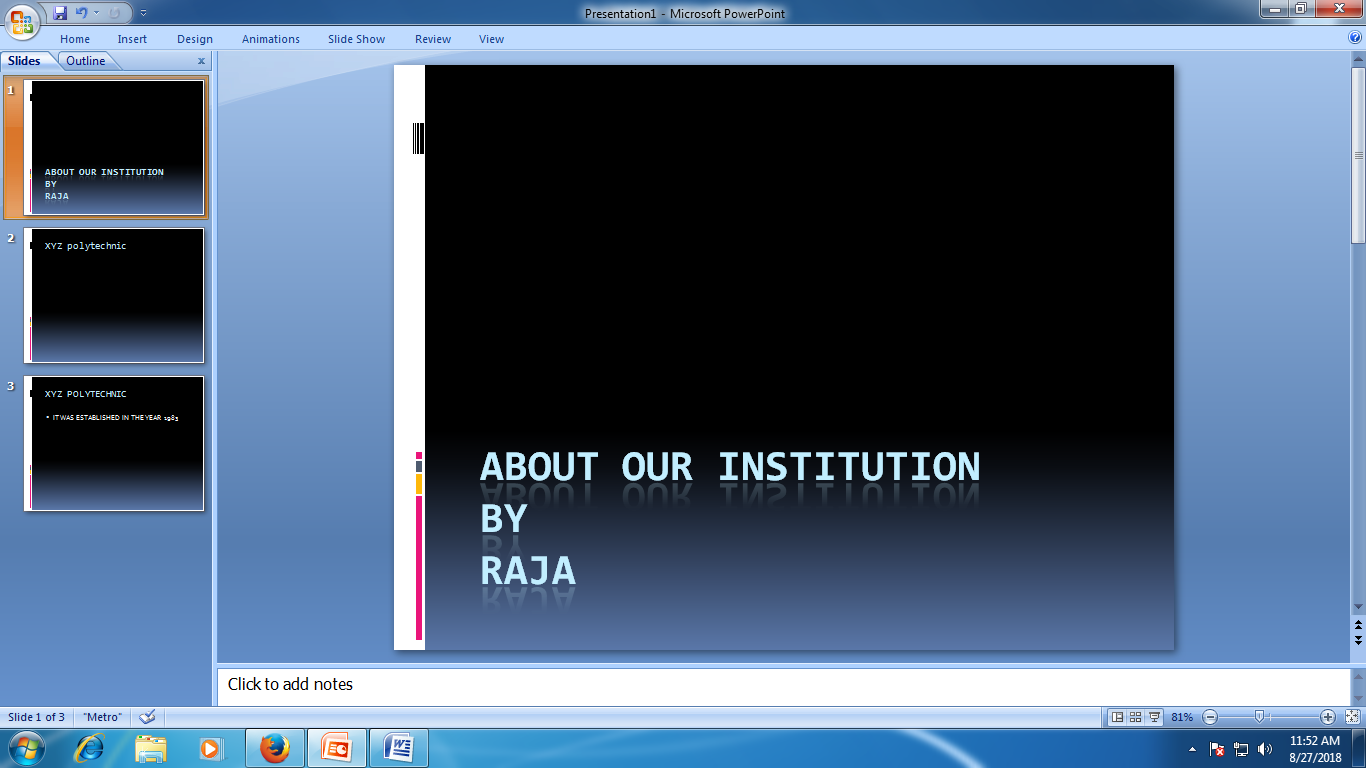 Presentation1 - Microsoft PowerPoint
Home Insert Design Animations Slide Show Review View
Slides Outline x
1
ABOUT OUR INSTITUTION
BY
RAJA
2
XYZ polytechnic
3
XYZ POLYTECHNIC
• IT WAS ESTABLISHED IN THE YEAR 1983
ABOUT OUR INSTITUTION
BY
RAJA
Click to add notes
Slide 1 of 3 "Metro" 81%
11:52 AM
8/27/2018